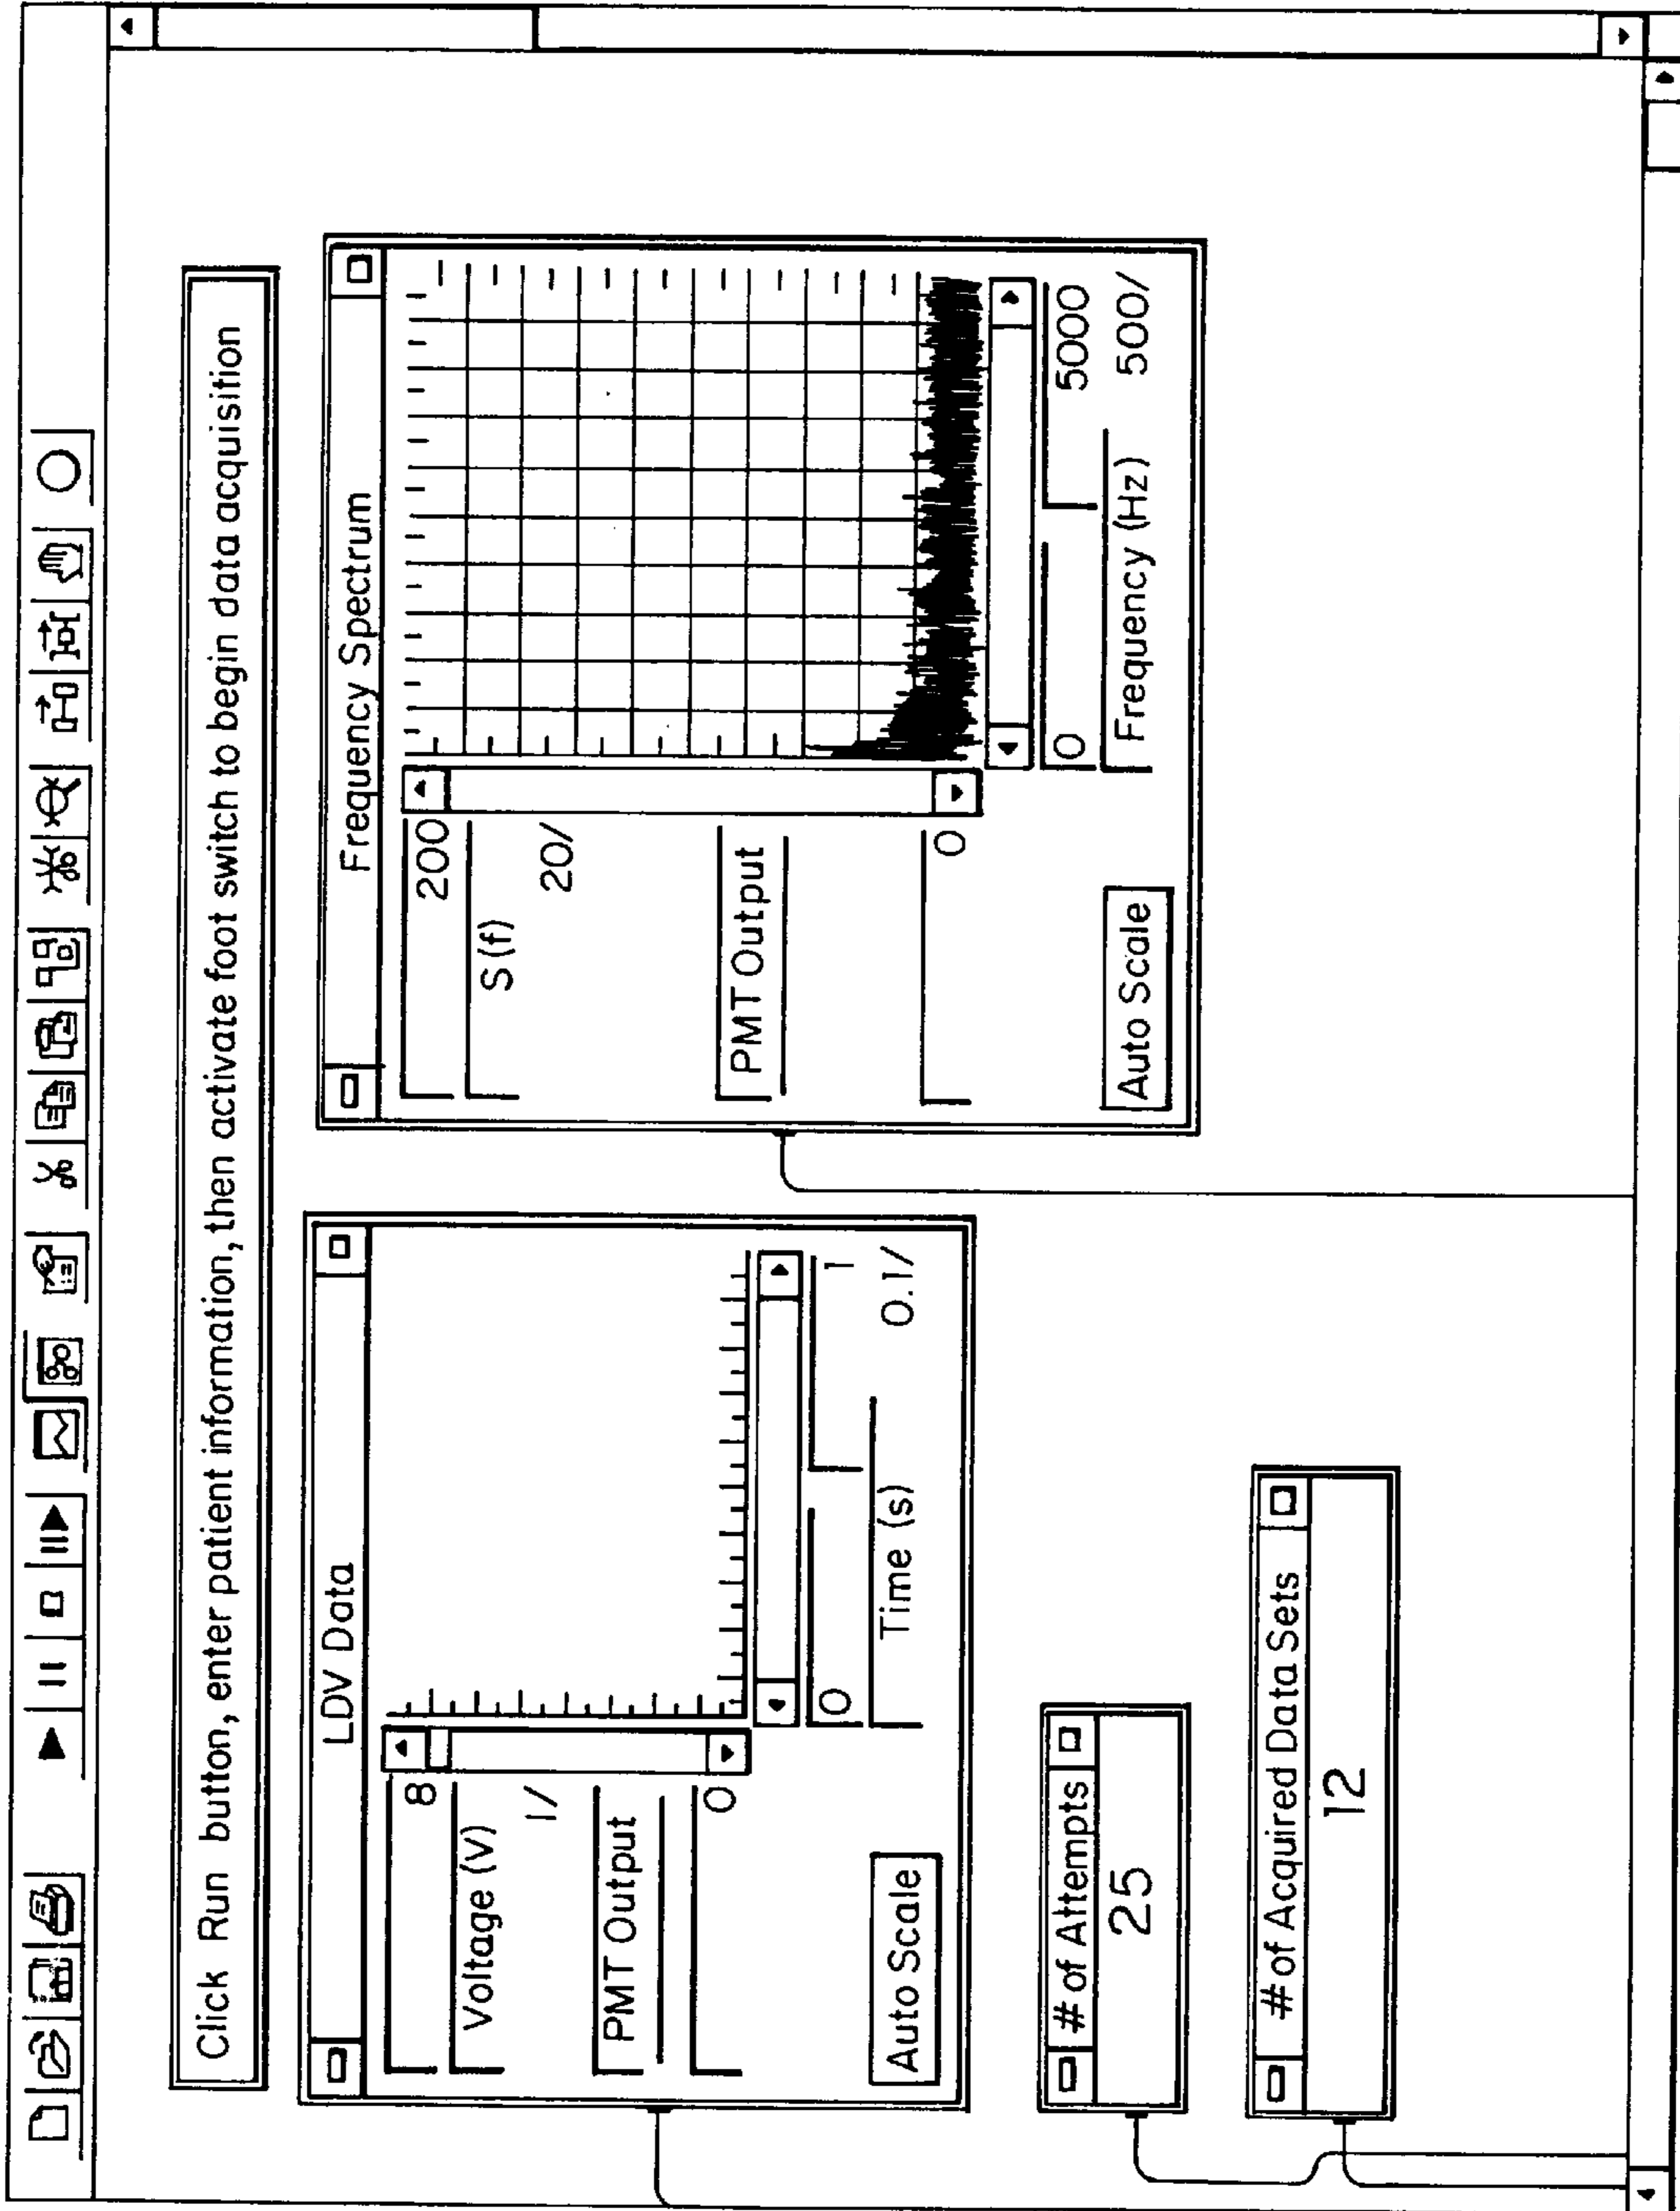 Click Run button, enter patient information, then activate foot switch to begin data acquisition
LDV Data
8
Voltage (V)
1/
PMT Output
0
0
1
Time (s)
0.1/
Auto Scale
Frequency Spectrum
200
S (f)
20/
PMT Output
0
0
5000
Frequency (Hz)
500/
Auto Scale
# of Attempts
25
# of Acquired Data Sets
12